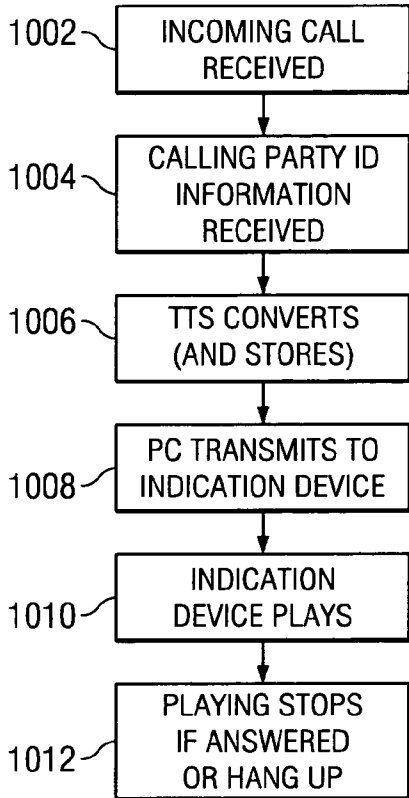 1002
INCOMING CALL
RECEIVED
1004
CALLING PARTY ID
INFORMATION
RECEIVED
1006
TTS CONVERTS
(AND STORES)
1008
PC TRANSMITS TO
INDICATION DEVICE
1010
INDICATION
DEVICE PLAYS
1012
PLAYING STOPS
IF ANSWERED
OR HANG UP